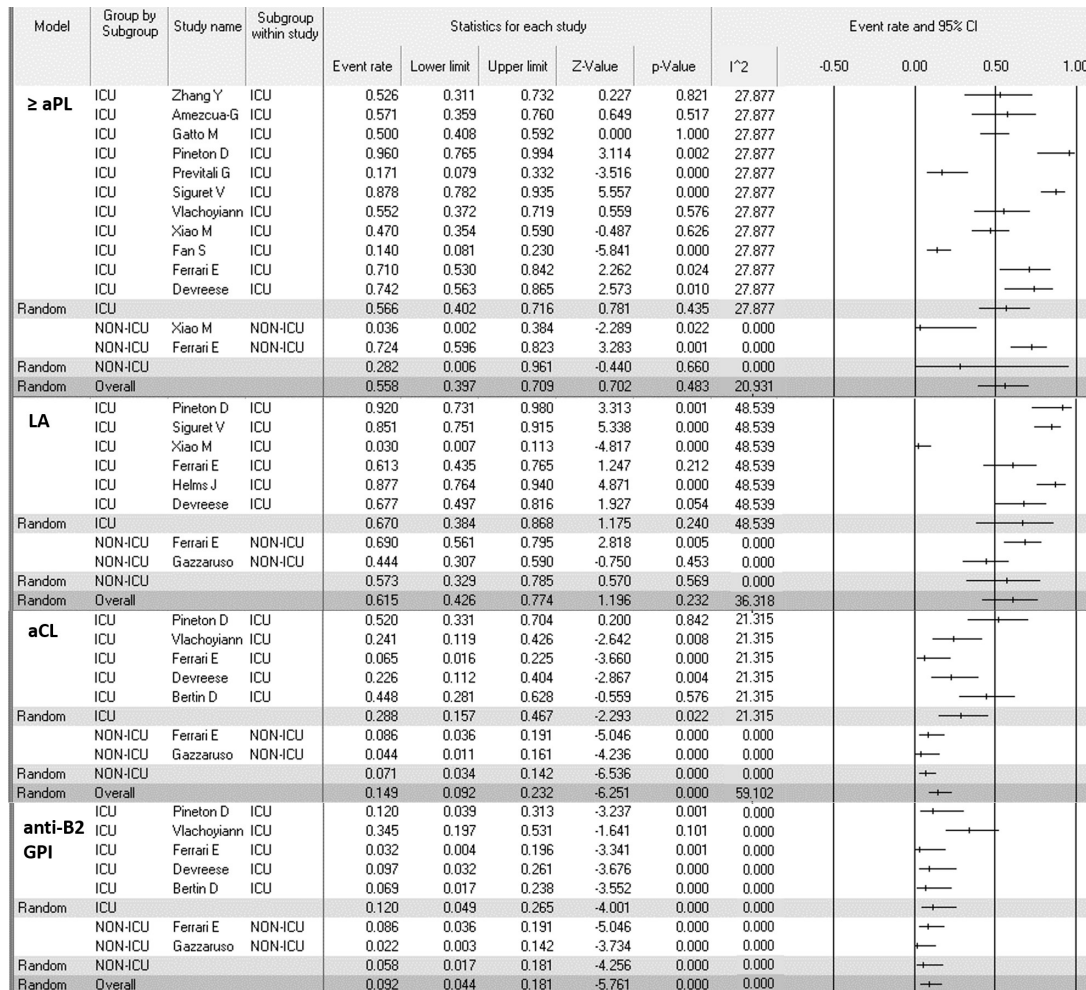 Model Group by Subgroup Study name Subgroup within study Statistics for each study Event rate and 95% CI
Event rate Lower limit Upper limit Z-Value p-Value I^2 -0.50 0.00 0.50 1.00
≥ aPL
ICU Zhang Y ICU 0.526 0.311 0.732 0.227 0.821 27.877
ICU Amezcua-G ICU 0.571 0.359 0.760 0.649 0.517 27.877
ICU Gatto M ICU 0.500 0.408 0.592 0.000 1.000 27.877
ICU Pineton D ICU 0.960 0.765 0.994 3.114 0.002 27.877
ICU Previtali G ICU 0.171 0.079 0.332 -3.516 0.000 27.877
ICU Siguret V ICU 0.878 0.782 0.935 5.557 0.000 27.877
ICU Vlachoyiann ICU 0.552 0.372 0.719 0.559 0.576 27.877
ICU Xiao M ICU 0.470 0.354 0.590 -0.487 0.626 27.877
ICU Fan S ICU 0.140 0.081 0.230 -5.841 0.000 27.877
ICU Ferrari E ICU 0.710 0.530 0.842 2.262 0.024 27.877
ICU Devreese ICU 0.742 0.563 0.865 2.573 0.010 27.877
Random ICU 0.566 0.402 0.716 0.781 0.435 27.877
NON-ICU Xiao M NON-ICU 0.036 0.002 0.384 -2.289 0.022 0.000
NON-ICU Ferrari E NON-ICU 0.724 0.596 0.823 3.283 0.001 0.000
Random NON-ICU 0.282 0.006 0.961 -0.440 0.660 0.000
Random Overall 0.558 0.397 0.709 0.702 0.483 20.931
LA
ICU Pineton D ICU 0.920 0.731 0.980 3.313 0.001 48.539
ICU Siguret V ICU 0.851 0.751 0.915 5.338 0.000 48.539
ICU Xiao M ICU 0.030 0.007 0.113 -4.817 0.000 48.539
ICU Ferrari E ICU 0.613 0.435 0.765 1.247 0.212 48.539
ICU Helms J ICU 0.877 0.764 0.940 4.871 0.000 48.539
ICU Devreese ICU 0.677 0.497 0.816 1.927 0.054 48.539
Random ICU 0.670 0.384 0.868 1.175 0.240 48.539
NON-ICU Ferrari E NON-ICU 0.690 0.561 0.795 2.818 0.005 0.000
NON-ICU Gazzaruso NON-ICU 0.444 0.307 0.590 -0.750 0.453 0.000
Random NON-ICU 0.573 0.329 0.785 0.570 0.569 0.000
Random Overall 0.615 0.426 0.774 1.196 0.232 36.318
aCL
ICU Pineton D ICU 0.520 0.331 0.704 0.200 0.842 21.315
ICU Vlachoyiann ICU 0.241 0.119 0.426 -2.642 0.008 21.315
ICU Ferrari E ICU 0.065 0.016 0.225 -3.660 0.000 21.315
ICU Devreese ICU 0.226 0.112 0.404 -2.867 0.004 21.315
ICU Bertin D ICU 0.448 0.281 0.628 -0.559 0.576 21.315
Random ICU 0.288 0.157 0.467 -2.293 0.022 21.315
NON-ICU Ferrari E NON-ICU 0.086 0.036 0.191 -5.046 0.000 0.000
NON-ICU Gazzaruso NON-ICU 0.044 0.011 0.161 -4.236 0.000 0.000
Random NON-ICU 0.071 0.034 0.142 -6.536 0.000 0.000
Random Overall 0.149 0.092 0.232 -6.251 0.000 59.102
anti-B2 GPI
ICU Pineton D ICU 0.120 0.039 0.313 -3.237 0.001 0.000
ICU Vlachoyiann ICU 0.345 0.197 0.531 -1.641 0.101 0.000
ICU Ferrari E ICU 0.032 0.004 0.196 -3.341 0.001 0.000
ICU Devreese ICU 0.097 0.032 0.261 -3.676 0.000 0.000
ICU Bertin D ICU 0.069 0.017 0.238 -3.552 0.000 0.000
Random ICU 0.120 0.049 0.265 -4.001 0.000 0.000
NON-ICU Ferrari E NON-ICU 0.086 0.036 0.191 -5.046 0.000 0.000
NON-ICU Gazzaruso NON-ICU 0.022 0.003 0.142 -3.734 0.000 0.000
Random NON-ICU 0.058 0.017 0.181 -4.256 0.000 0.000
Random Overall 0.092 0.044 0.181 -5.761 0.000 0.000